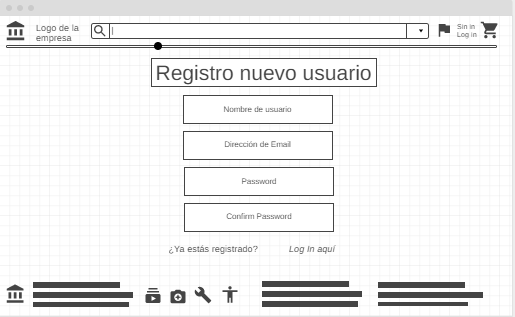 Logo de la
empresa
Sin in
Log in
Registro nuevo usuario
Nombre de usuario
Dirección de Email
Password
Confirm Password
¿Ya estás registrado? Log In aquí